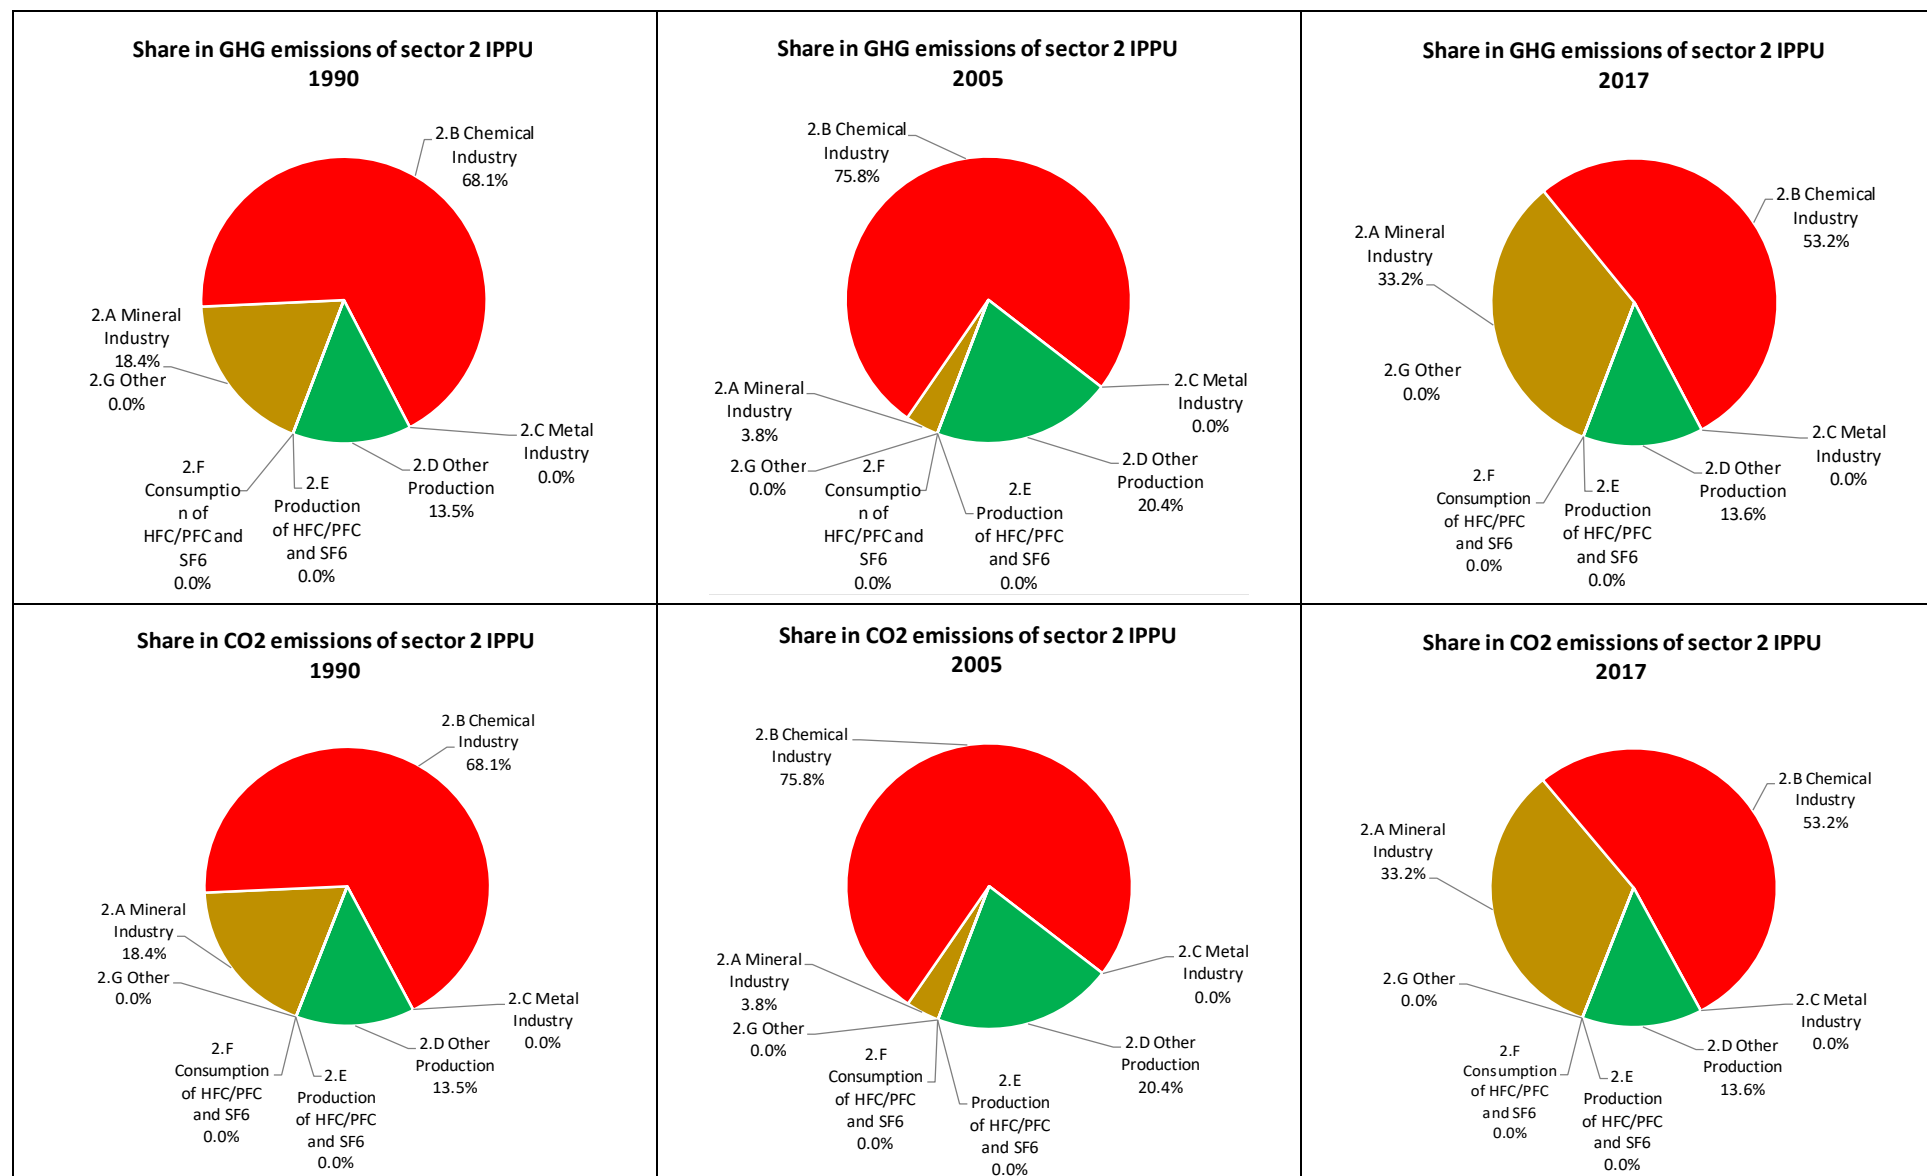 Share in GHG emissions of sector 2 IPPU
1990
2.B Chemical
Industry
68.1%
2.A Mineral
Industry
18.4%
2.G Other
0.0%
2.C Metal
Industry
0.0%
2.D Other
Production
13.5%
2.F
Consumptio
n of
HFC/PFC and
SF6
0.0%
2.E
Production
of HFC/PFC
and SF6
0.0%
Share in GHG emissions of sector 2 IPPU
2005
2.B Chemical
Industry
75.8%
2.A Mineral
Industry
3.8%
2.G Other
0.0%
2.C Metal
Industry
0.0%
2.D Other
Production
20.4%
2.F
Consumptio
n of
HFC/PFC and
SF6
0.0%
2.E
Production
of HFC/PFC
and SF6
0.0%
Share in GHG emissions of sector 2 IPPU
2017
2.B Chemical
Industry
53.2%
2.A Mineral
Industry
33.2%
2.G Other
0.0%
2.C Metal
Industry
0.0%
2.D Other
Production
13.6%
2.F
Consumption
of HFC/PFC
and SF6
0.0%
2.E
Production
of HFC/PFC
and SF6
0.0%
Share in CO2 emissions of sector 2 IPPU
1990
2.B Chemical
Industry
68.1%
2.A Mineral
Industry
18.4%
2.G Other
0.0%
2.C Metal
Industry
0.0%
2.D Other
Production
13.5%
2.F
Consumption
of HFC/PFC
and SF6
0.0%
2.E
Production
of HFC/PFC
and SF6
0.0%
Share in CO2 emissions of sector 2 IPPU
2005
2.B Chemical
Industry
75.8%
2.A Mineral
Industry
3.8%
2.G Other
0.0%
2.C Metal
Industry
0.0%
2.D Other
Production
20.4%
2.F
Consumption
of HFC/PFC
and SF6
0.0%
2.E
Production
of HFC/PFC
and SF6
0.0%
Share in CO2 emissions of sector 2 IPPU
2017
2.B Chemical
Industry
53.2%
2.A Mineral
Industry
33.2%
2.G Other
0.0%
2.C Metal
Industry
0.0%
2.D Other
Production
13.6%
2.F
Consumption
of HFC/PFC
and SF6
0.0%
2.E
Production
of HFC/PFC
and SF6
0.0%